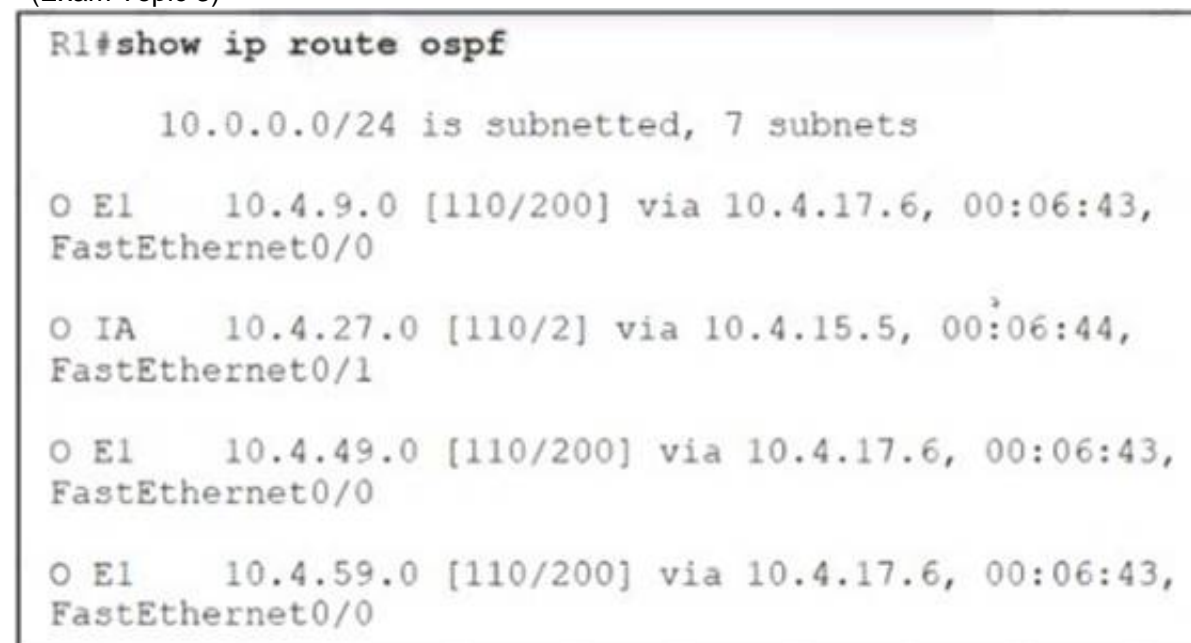 R1#show ip route ospf
10.0.0.0/24 is subnetted, 7 subnets
O E1 10.4.9.0 [110/200] via 10.4.17.6, 00:06:43,
FastEthernet0/0
O IA 10.4.27.0 [110/2] via 10.4.15.5, 00:06:44,
FastEthernet0/1
O E1 10.4.49.0 [110/200] via 10.4.17.6, 00:06:43,
FastEthernet0/0
O E1 10.4.59.0 [110/200] via 10.4.17.6, 00:06:43,
FastEthernet0/0